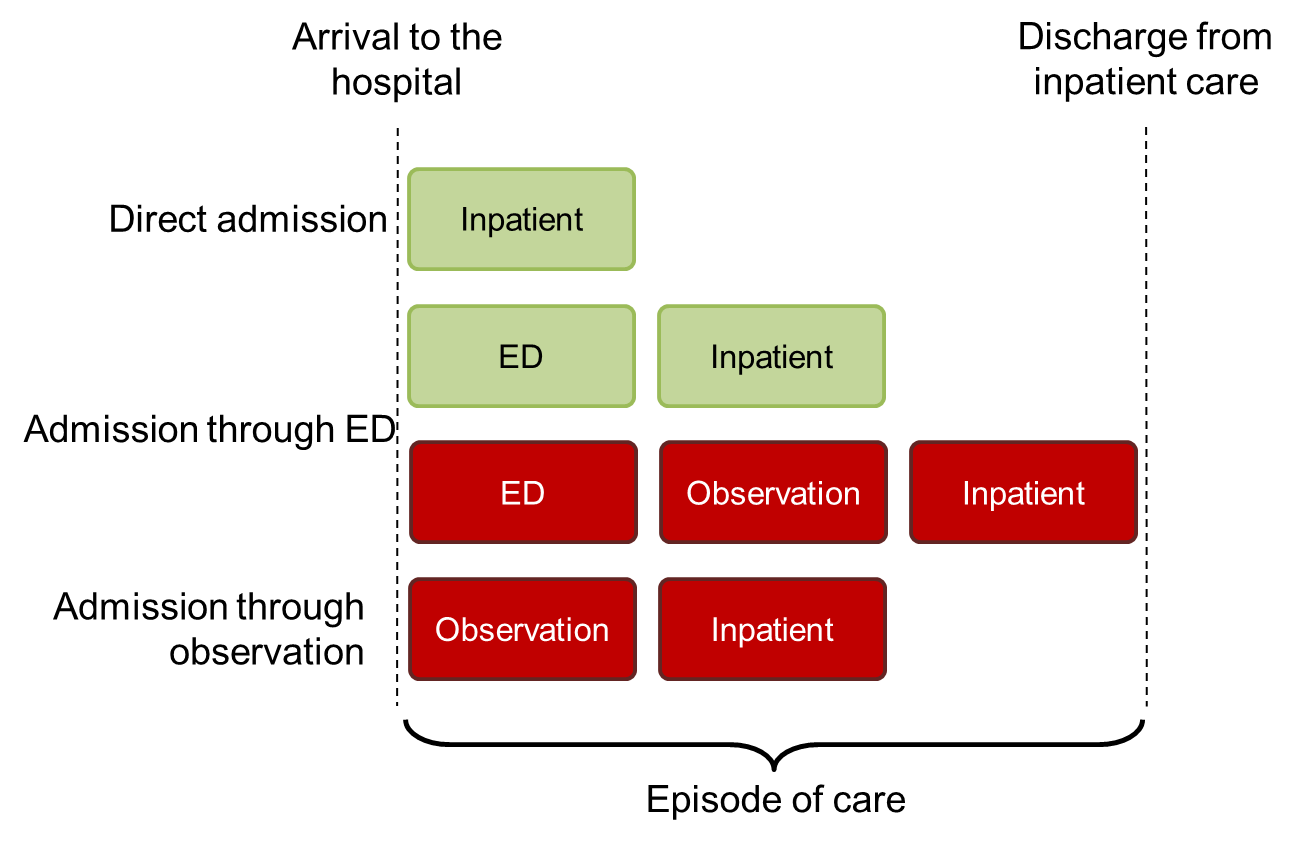 Arrival to the
hospital
Discharge from
inpatient care
Direct admission
Inpatient
ED
Inpatient
Admission through ED
ED
Observation
Inpatient
Admission through
observation
Observation
Inpatient
Episode of care